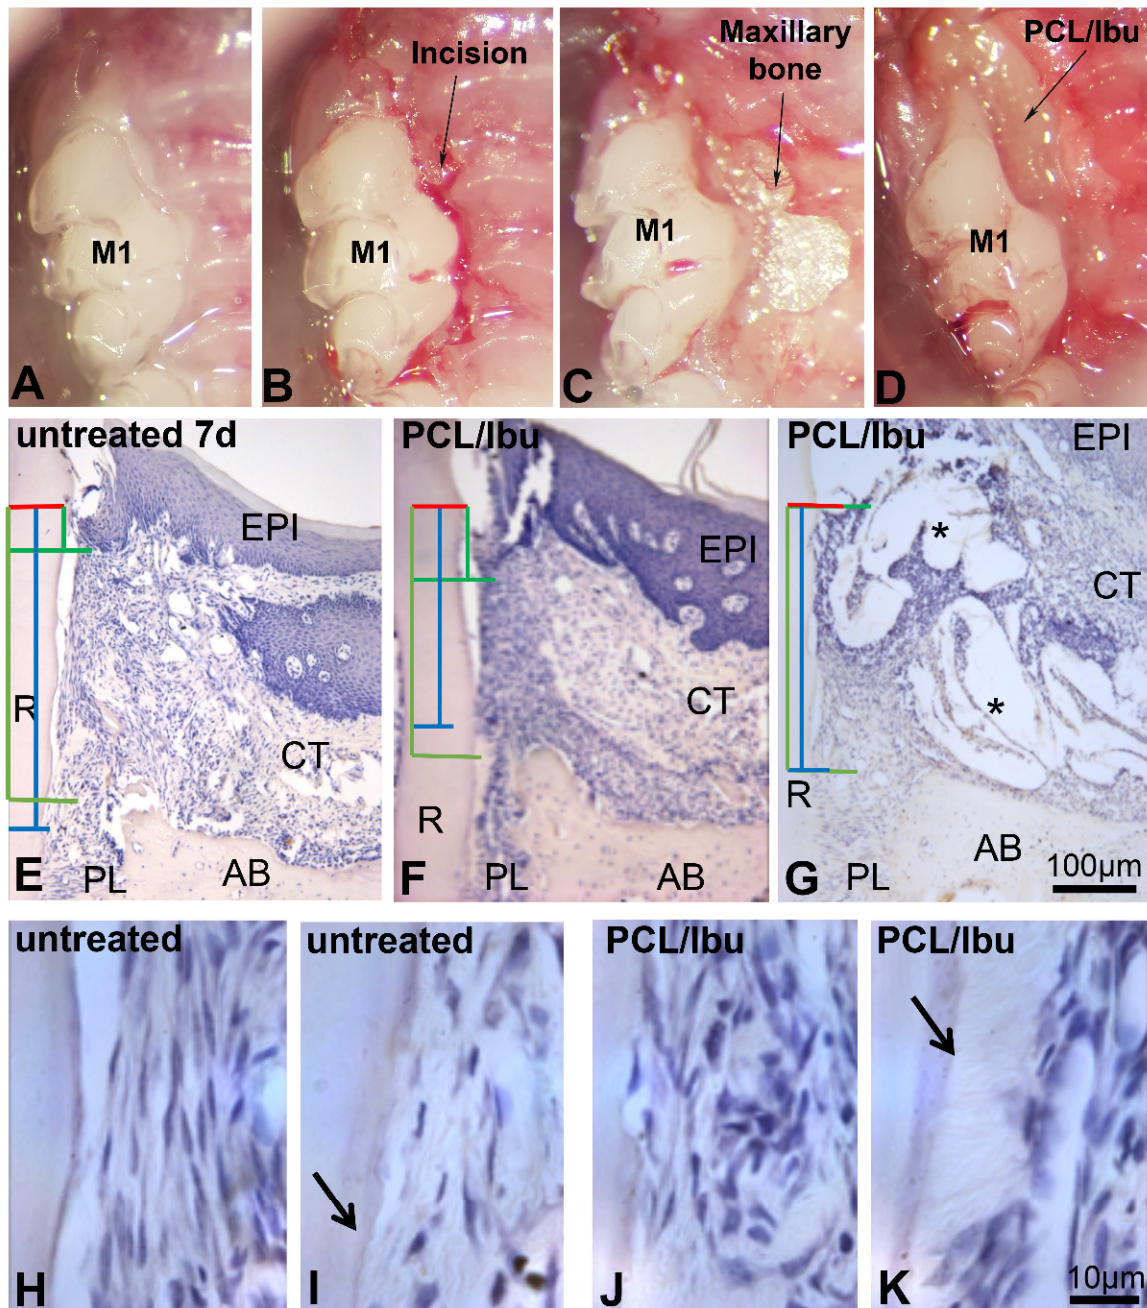 Incision
Maxillary
bone
PCL/Ibu
M1
M1
M1
M1
A
B
C
D
untreated 7d
PCL/Ibu
PCL/Ibu
EPI
EPI
EPI
CT
CT
CT
R
R
R
AB
AB
AB
PL
PL
PL
E
F
G
100µm
*
*
untreated
untreated
PCL/Ibu
PCL/Ibu
H
I
J
K
10µm